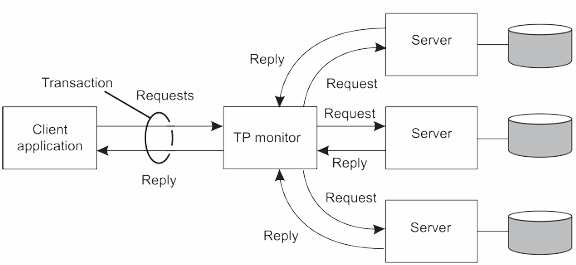 Server
Reply
Request
Transaction
Requests
Client
application
TP monitor
Request
Server
Reply
Reply
Request
Server
Reply